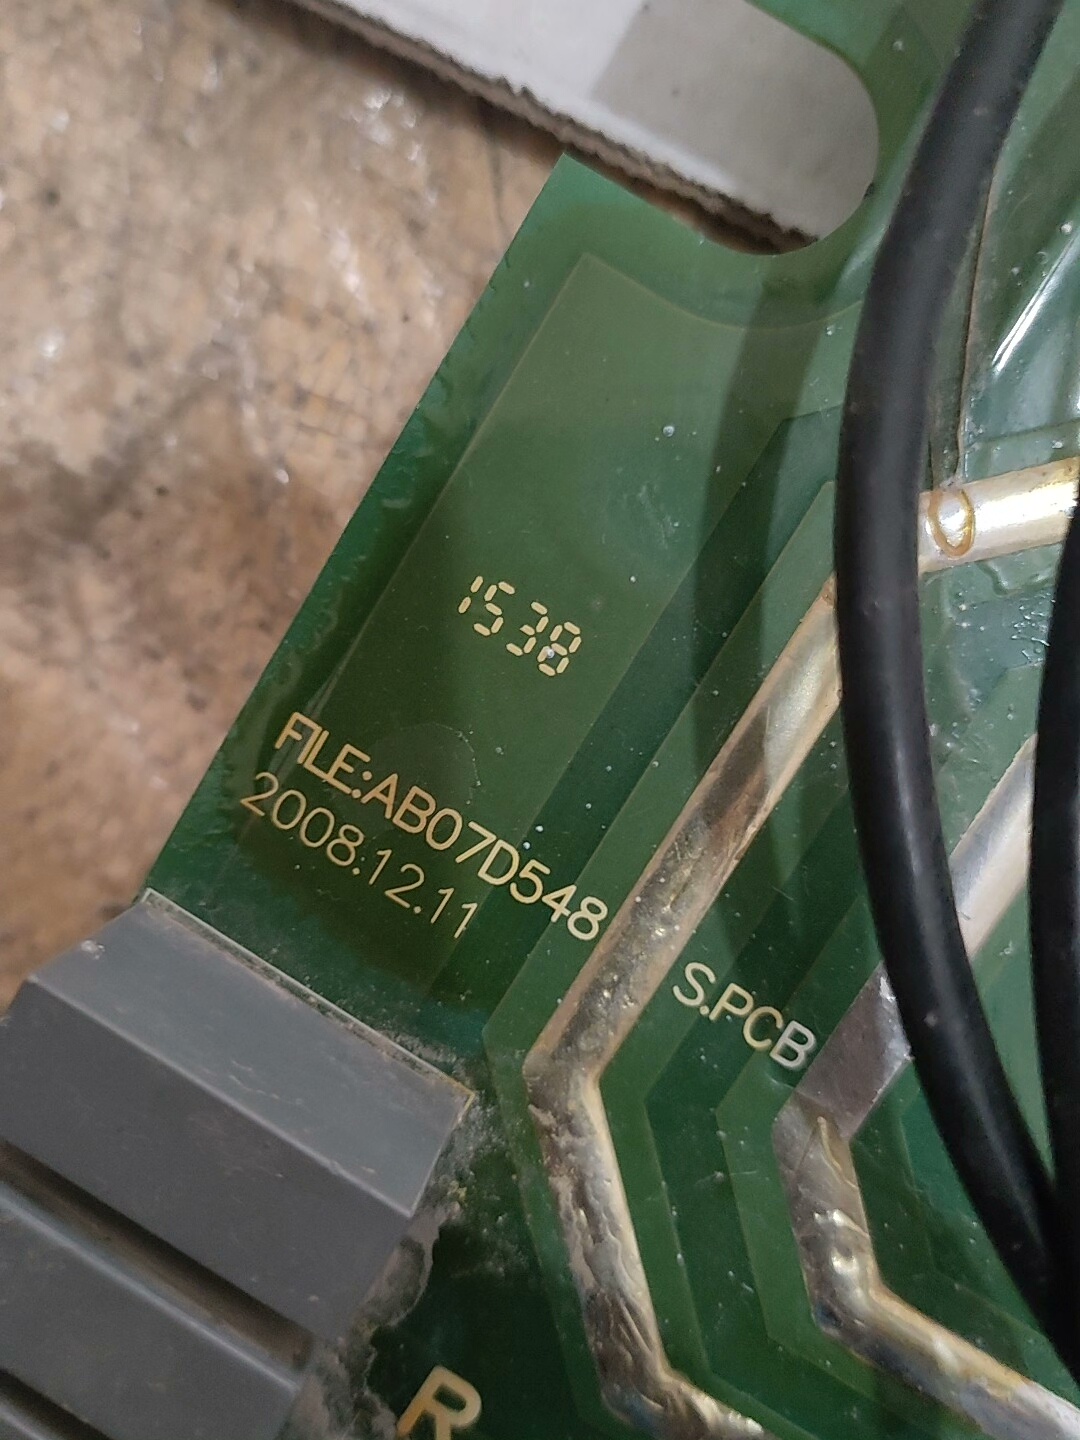 1538
FILE:AB07D548
2008.12.11
S.PCB
R